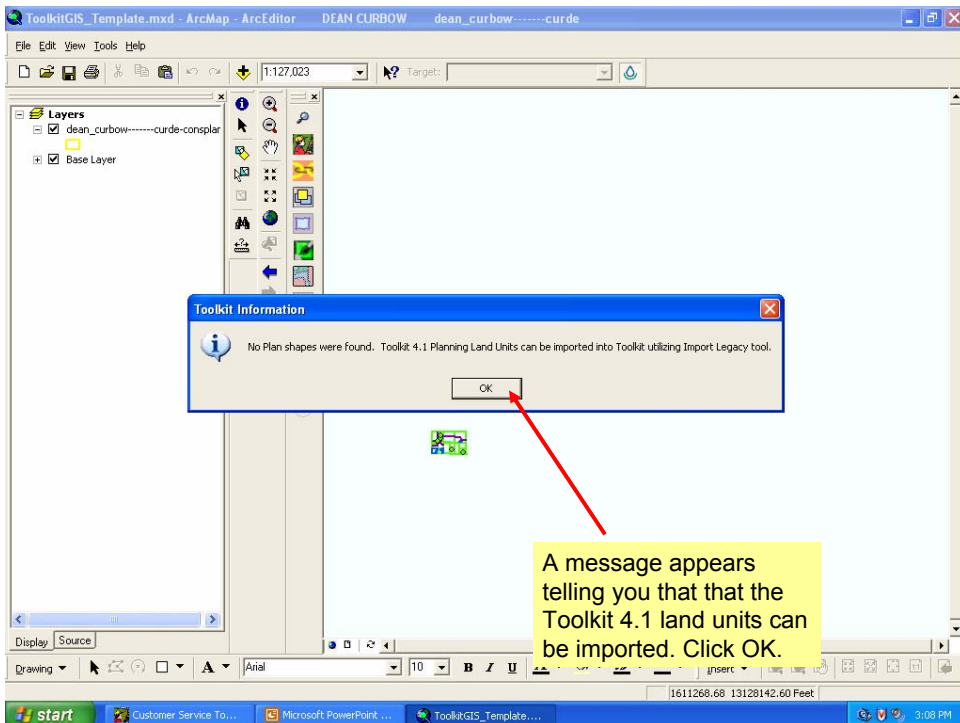 ToolkitGIS_Template.mxd - ArcMap - ArcEditor DEAN CURBOW dean_curbow-------curde
File Edit View Tools Help
1:127,023 Target:
Layers
dean_curbow-------curde-consplar
Base Layer
Toolkit Information
No Plan shapes were found. Toolkit 4.1 Planning Land Units can be imported into Toolkit utilizing Import Legacy tool.
OK
A message appears
telling you that that the
Toolkit 4.1 land units can
be imported. Click OK.
Display Source
Drawing A Arial 10 B I U A
1611268.68 13128142.60 Feet
start Customer Service To... Microsoft PowerPoint ... ToolkitGIS_Template.... 3:08 PM